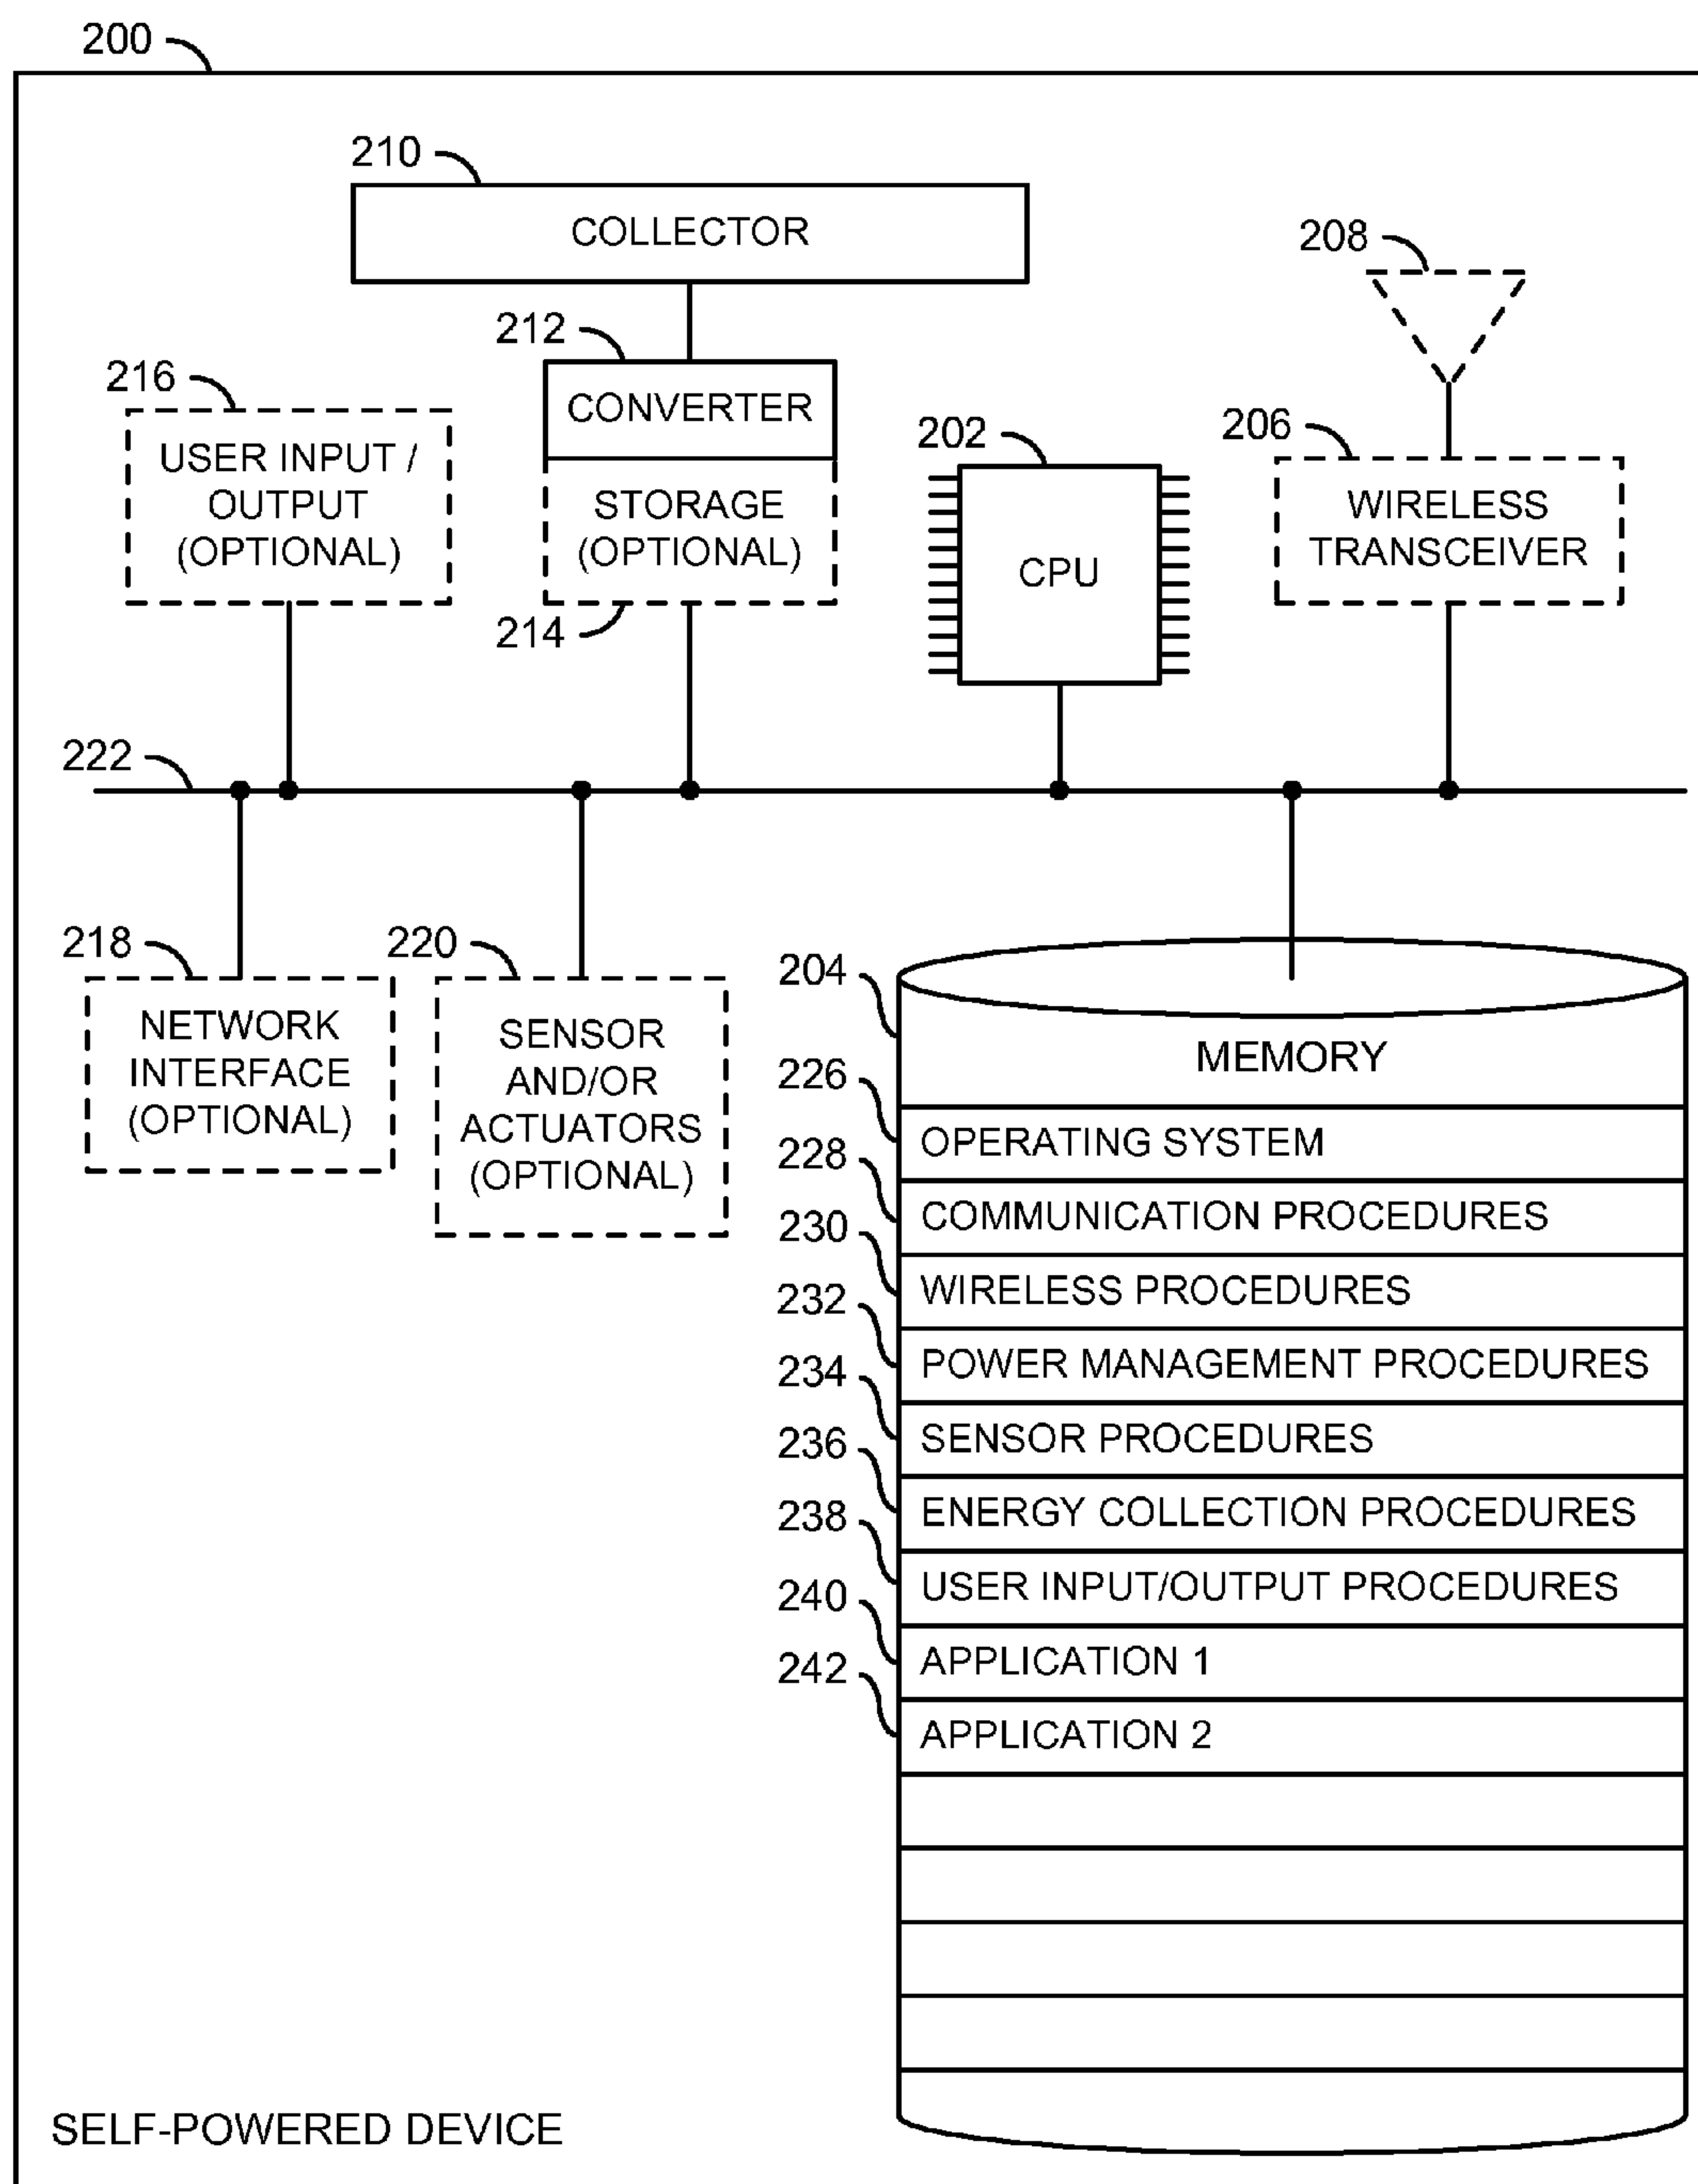 200
210
COLLECTOR
208
212
216
CONVERTER
202
206
USER INPUT /
OUTPUT
(OPTIONAL)
STORAGE
(OPTIONAL)
CPU
WIRELESS
TRANSCEIVER
214
222
218
220
204
NETWORK
INTERFACE
(OPTIONAL)
SENSOR
AND/OR
ACTUATORS
(OPTIONAL)
MEMORY
226
OPERATING SYSTEM
228
COMMUNICATION PROCEDURES
230
WIRELESS PROCEDURES
232
POWER MANAGEMENT PROCEDURES
234
SENSOR PROCEDURES
236
ENERGY COLLECTION PROCEDURES
238
USER INPUT/OUTPUT PROCEDURES
240
APPLICATION 1
242
APPLICATION 2
SELF-POWERED DEVICE